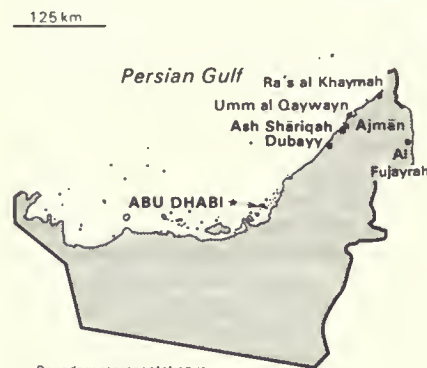 125 km
Persian Gulf
Ra's al Khaymah
Umm al Qaywayn
Ash Shāriqah
Ajmān
Dubayy
Al
Fujayrah
ABU DHABI